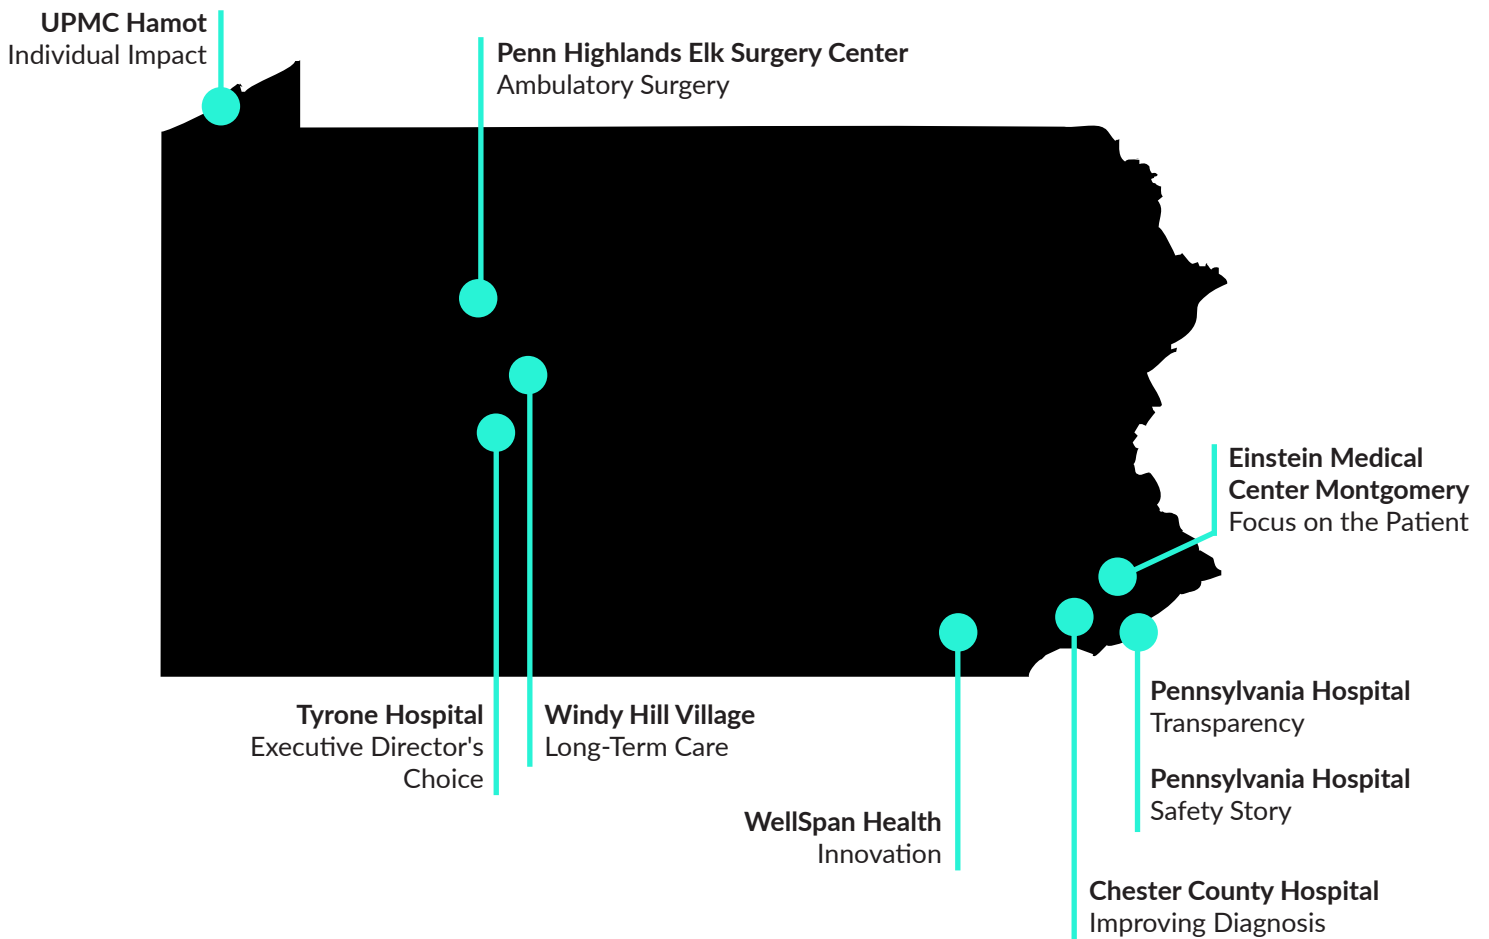 UPMC Hamot
Individual Impact
Penn Highlands Elk Surgery Center
Ambulatory Surgery
Einstein Medical
Center Montgomery
Focus on the Patient
Tyrone Hospital
Executive Director's
Choice
Windy Hill Village
Long-Term Care
WellSpan Health
Innovation
Pennsylvania Hospital
Transparency
Pennsylvania Hospital
Safety Story
Chester County Hospital
Improving Diagnosis